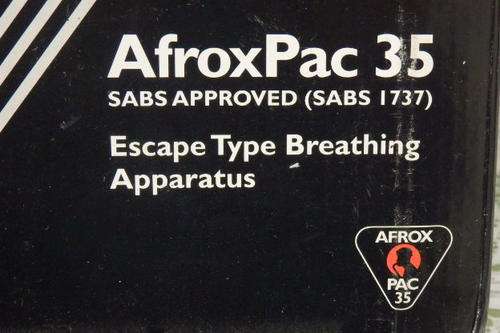 AfroxPac 35
SABS APPROVED (SABS 1737)
Escape Type Breathing
Apparatus
AFROX
PAC
35